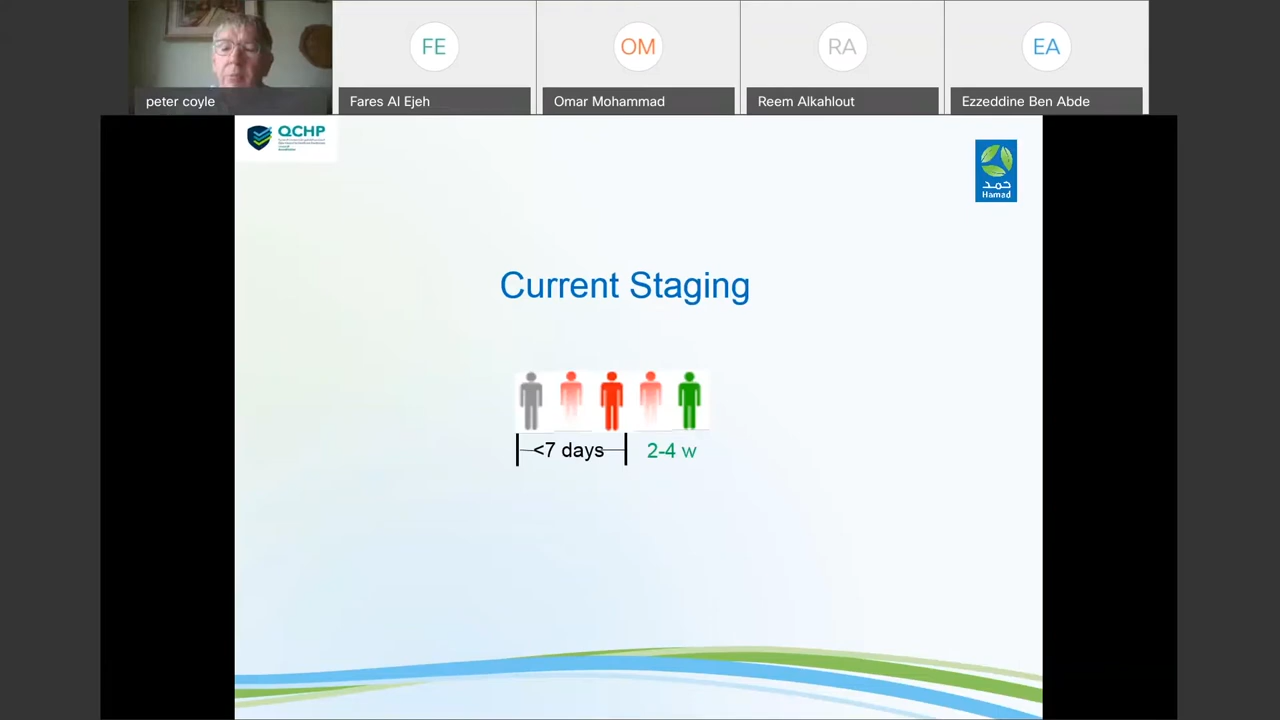 FE
OM
RA
EA
peter coyle
Fares Al Ejeh
Omar Mohammad
Reem Alkahlout
Ezzeddine Ben Abde
QCHP
حمد
Hamad
Current Staging
<7 days
2-4 w